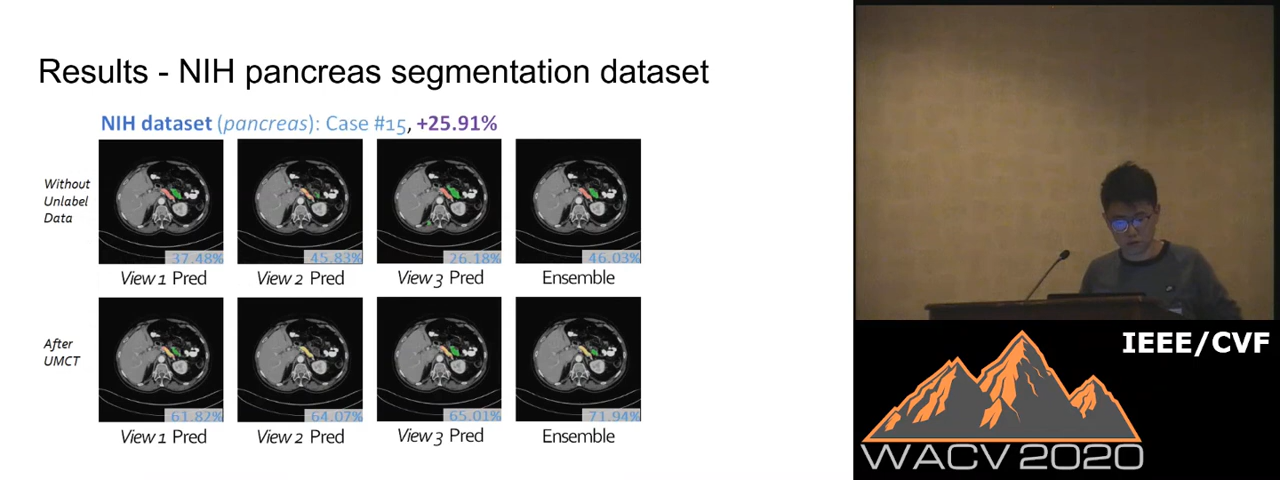 Results - NIH pancreas segmentation dataset
NIH dataset (pancreas): Case #15, +25.91%
Without
Unlabel
Data
37.48%
45.83%
26.18%
46.03%
View 1 Pred
View 2 Pred
View 3 Pred
Ensemble
After
UMCT
61.82%
64.07%
65.01%
71.94%
View 1 Pred
View 2 Pred
View 3 Pred
Ensemble
IEEE/CVF
WACV 2020